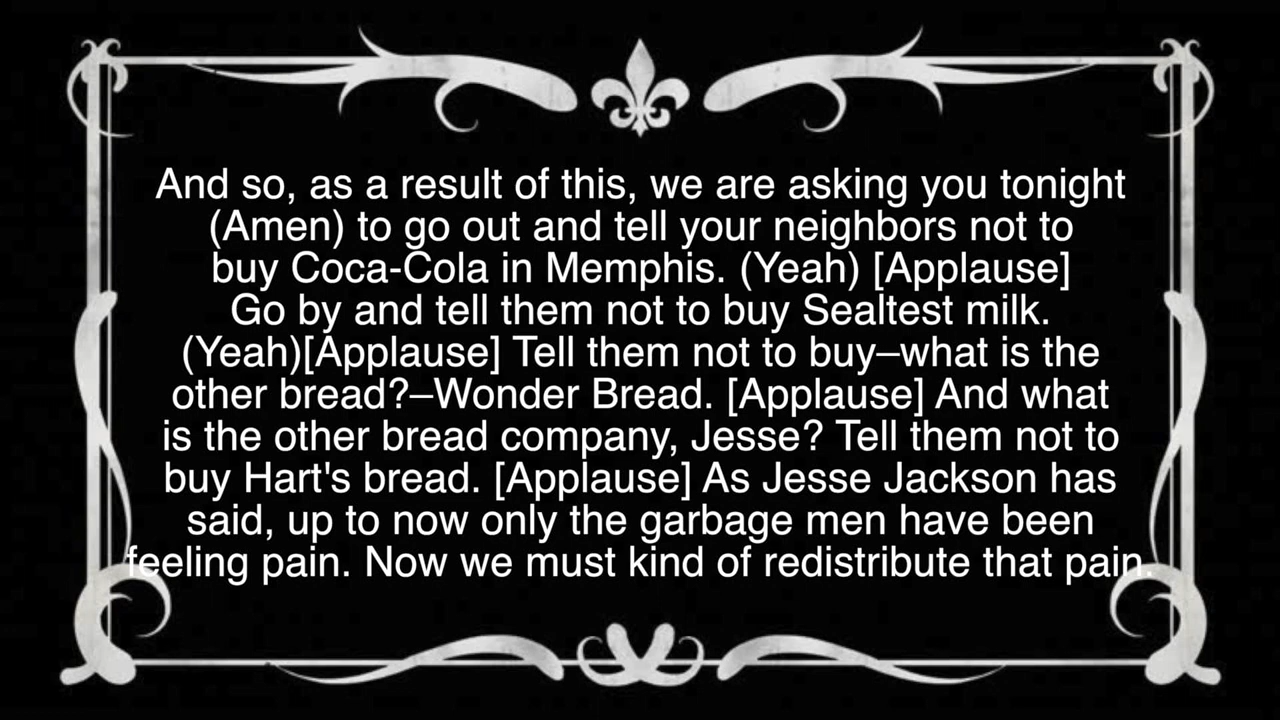 And so, as a result of this, we are asking you tonight
(Amen) to go out and tell your neighbors not to
buy Coca-Cola in Memphis. (Yeah) [Applause]
Go by and tell them not to buy Sealtest milk.
(Yeah)[Applause] Tell them not to buy–what is the
other bread?–Wonder Bread. [Applause] And what
is the other bread company, Jesse? Tell them not to
buy Hart's bread. [Applause] As Jesse Jackson has
said, up to now only the garbage men have been
feeling pain. Now we must kind of redistribute that pain.